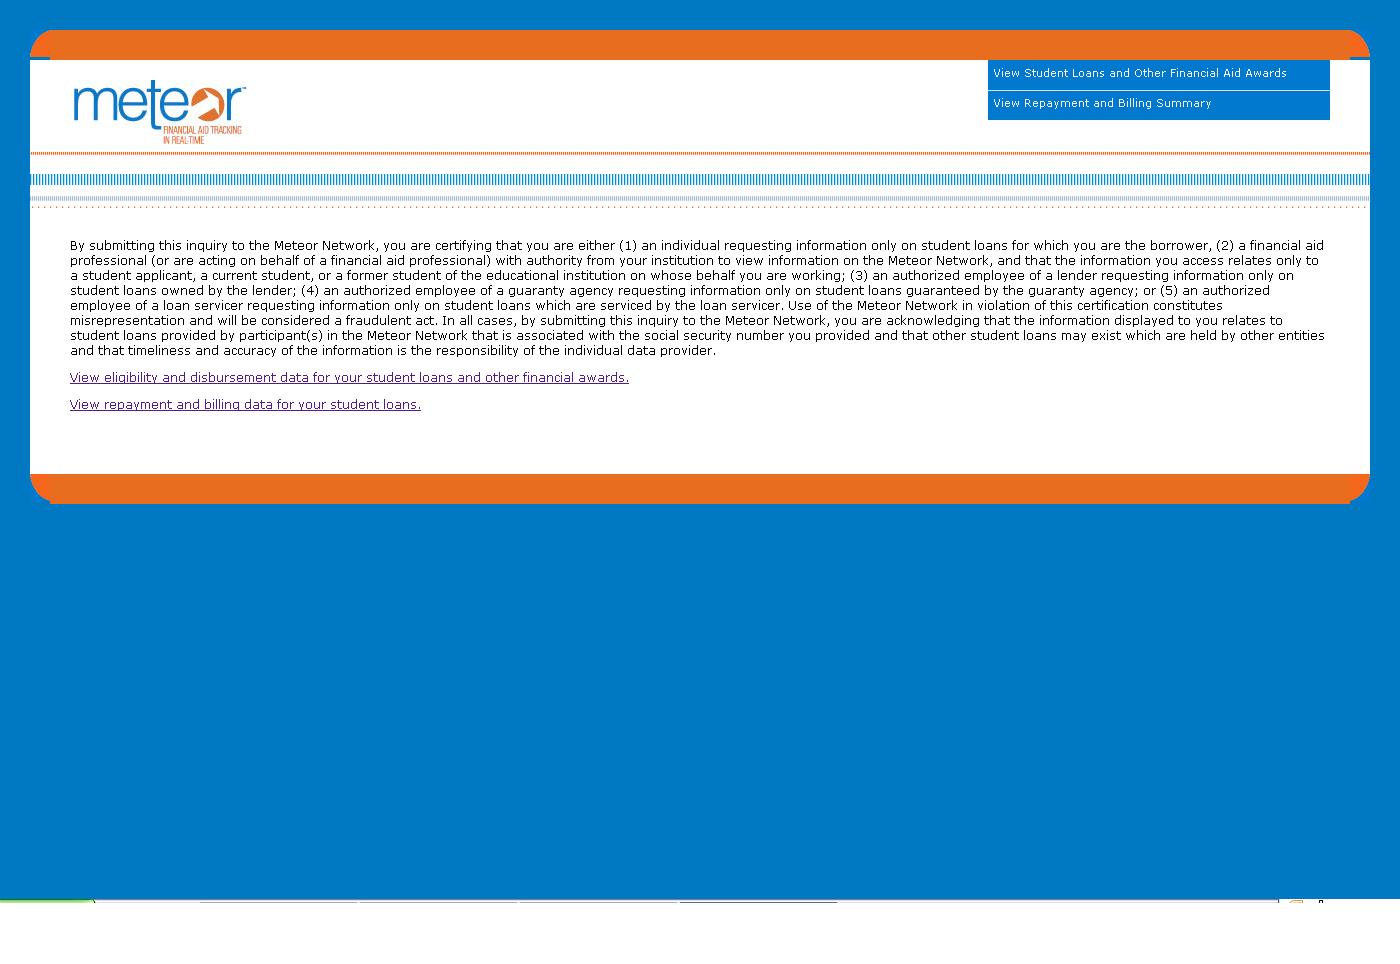 View Student Loans and Other Financial Aid Awards
View Repayment and Billing Summary
meteor™
FINANCIAL AID TRACKING
IN REAL-TIME
By submitting this inquiry to the Meteor Network, you are certifying that you are either (1) an individual requesting information only on student loans for which you are the borrower, (2) a financial aid
professional (or are acting on behalf of a financial aid professional) with authority from your institution to view information on the Meteor Network, and that the information you access relates only to
a student applicant, a current student, or a former student of the educational institution on whose behalf you are working; (3) an authorized employee of a lender requesting information only on
student loans owned by the lender; (4) an authorized employee of a guaranty agency requesting information only on student loans guaranteed by the guaranty agency; or (5) an authorized
employee of a loan servicer requesting information only on student loans which are serviced by the loan servicer. Use of the Meteor Network in violation of this certification constitutes
misrepresentation and will be considered a fraudulent act. In all cases, by submitting this inquiry to the Meteor Network, you are acknowledging that the information displayed to you relates to
student loans provided by participant(s) in the Meteor Network that is associated with the social security number you provided and that other student loans may exist which are held by other entities
and that timeliness and accuracy of the information is the responsibility of the individual data provider.
View eligibility and disbursement data for your student loans and other financial awards.
View repayment and billing data for your student loans.